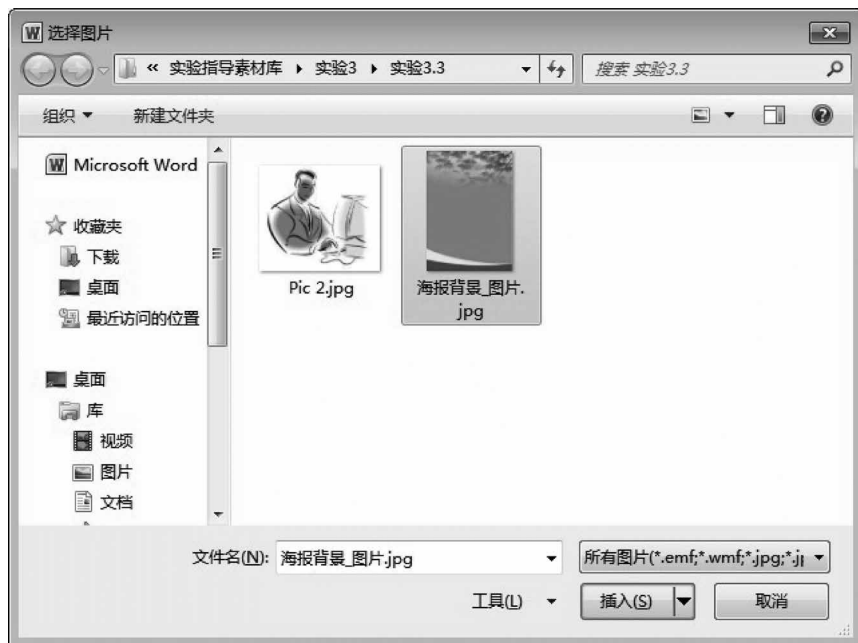 选择图片
« 实验指导素材库 ▸ 实验3 ▸ 实验3.3
搜索 实验3.3
组织 新建文件夹
Microsoft Word
收藏夹
下载
桌面
最近访问的位置
桌面
库
视频
图片
文档
Pic 2.jpg
海报背景_图片.
jpg
文件名(N): 海报背景_图片.jpg
所有图片(*.emf;*.wmf;*.jpg;*.j
工具(L) 插入(S) 取消